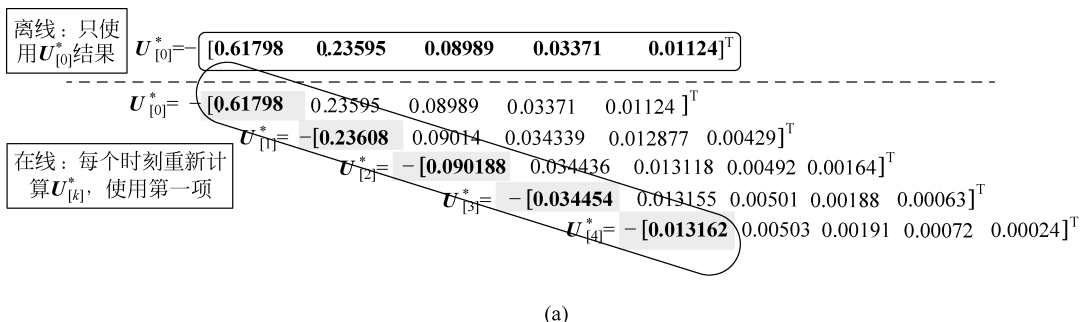 离线：只使
用U*[0]结果
U*[0]=-[0.61798 0.23595 0.08989 0.03371 0.01124]T
U*[0]= -[0.61798 0.23595 0.08989 0.03371 0.01124 ]T
U*[1]= -[0.23608 0.09014 0.034339 0.012877 0.00429]T
在线：每个时刻重新计
算U*[k]，使用第一项
U*[2]= -[0.090188 0.034436 0.013118 0.00492 0.00164]T
U*[3]= -[0.034454 0.013155 0.00501 0.00188 0.00063]T
U*[4]= -[0.013162 0.00503 0.00191 0.00072 0.00024]T
(a)